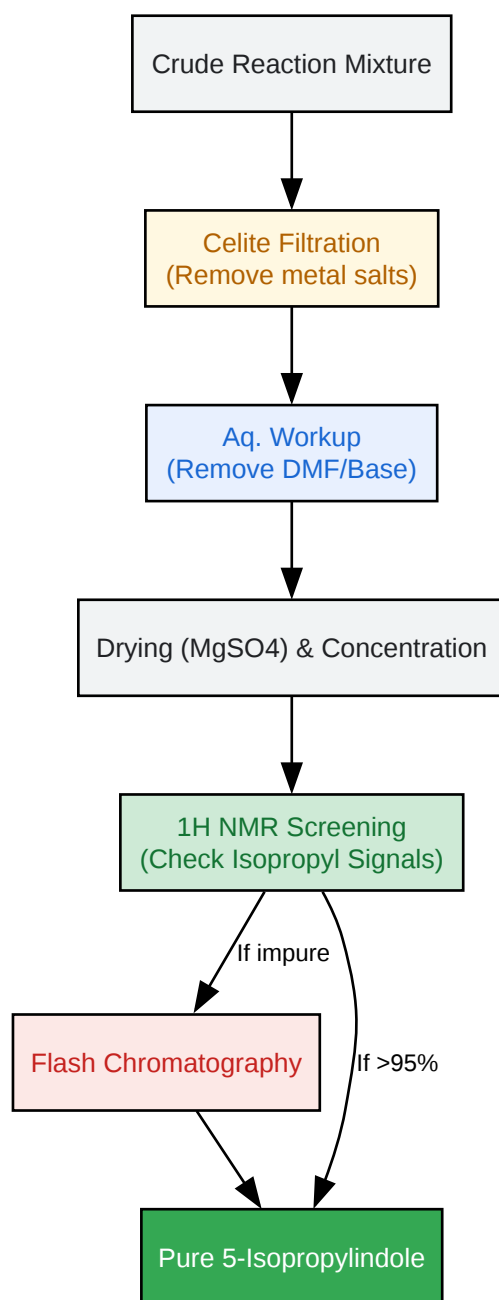 Crude Reaction Mixture
Celite Filtration
(Remove metal salts)
Aq. Workup
(Remove DMF/Base)
Drying (MgSO4) & Concentration
1H NMR Screening
(Check Isopropyl Signals)
If impure
Flash Chromatography
If >95%
Pure 5-Isopropylindole